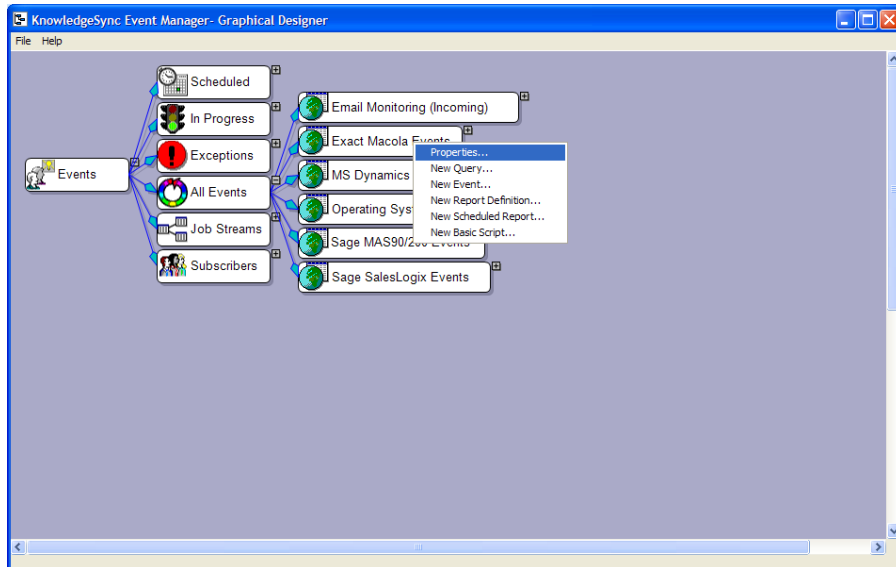 KnowledgeSync Event Manager- Graphical Designer
File Help
Events
Scheduled
In Progress
Exceptions
All Events
Job Streams
Subscribers
Email Monitoring (Incoming)
Exact Macola Events
MS Dynamics
Operating Syst
Sage MAS90/200 Events
Sage SalesLogix Events
Properties...
New Query...
New Event...
New Report Definition...
New Scheduled Report...
New Basic Script...